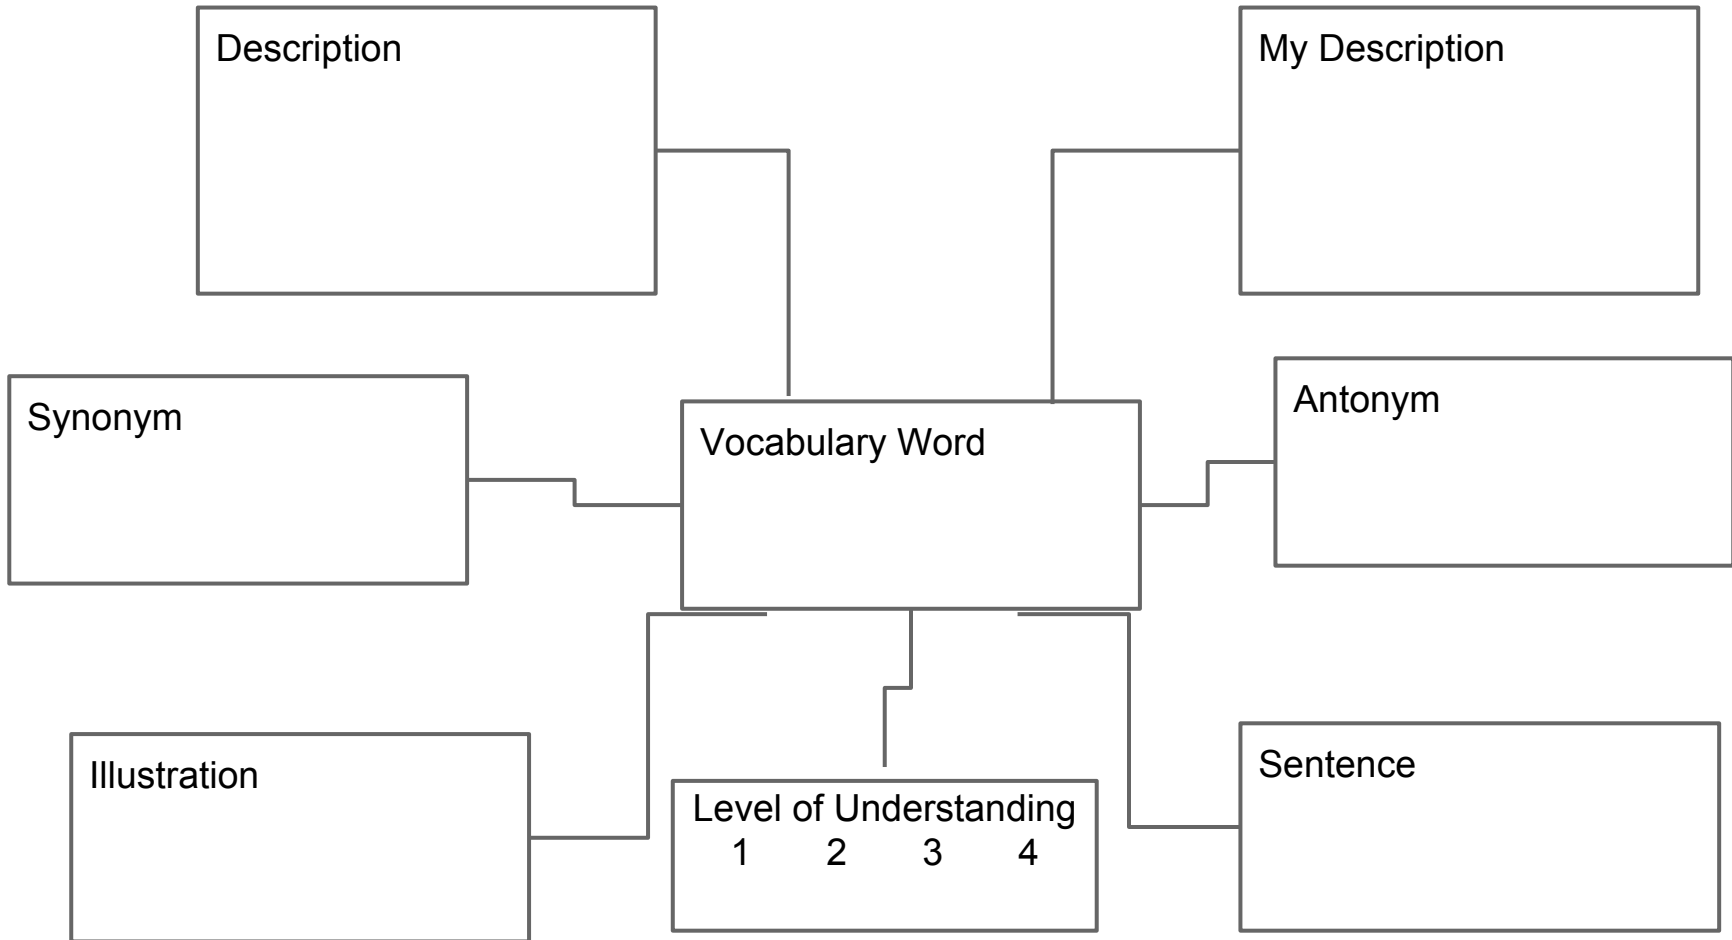 Description
My Description
Synonym
Vocabulary Word
Antonym
Illustration
Level of Understanding
1 2 3 4
Sentence